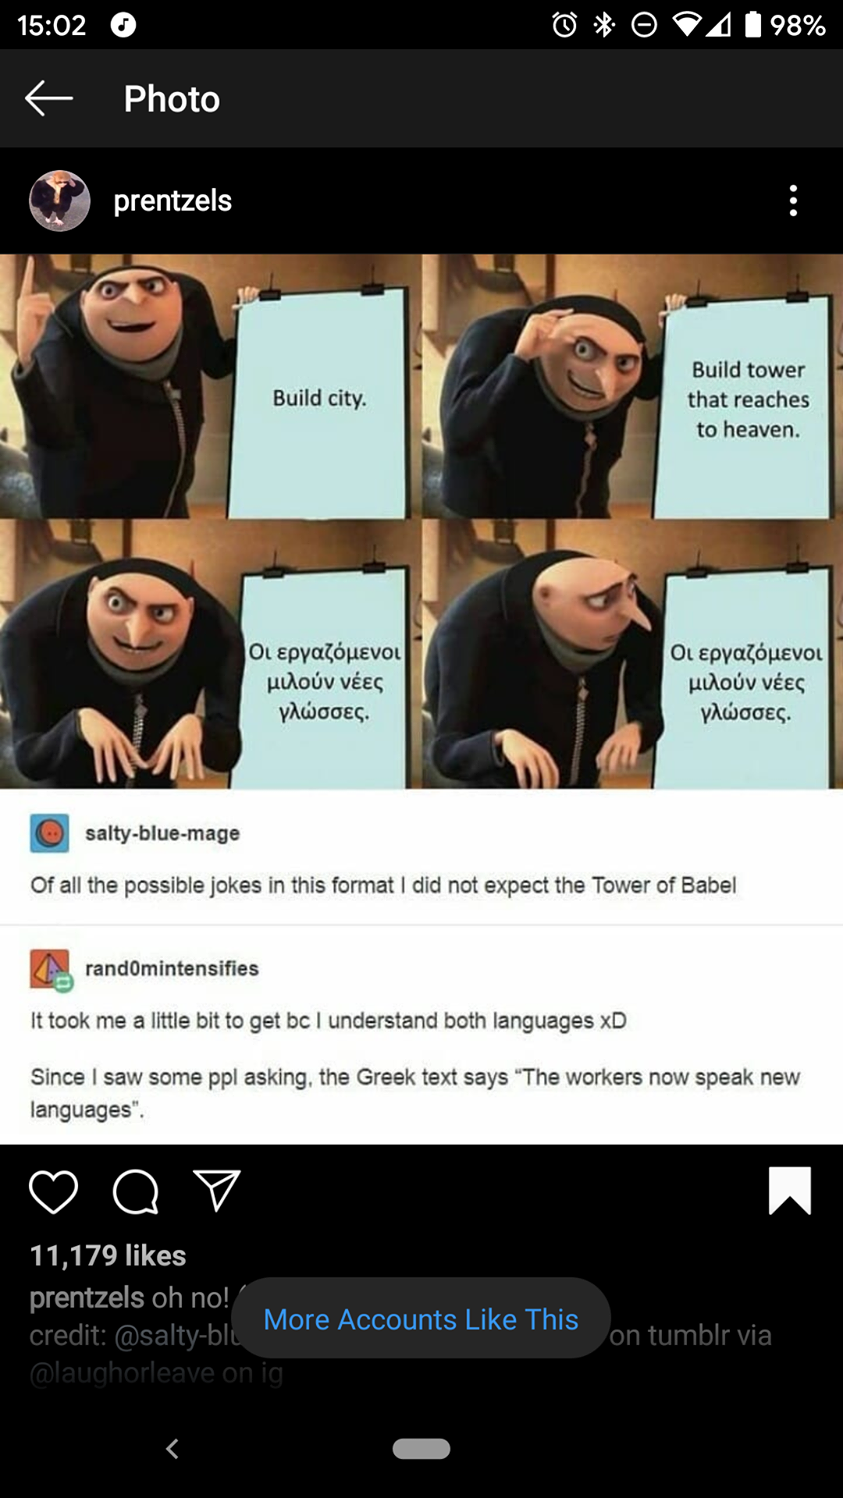 15:02
98%
Photo
prentzels
Build city.
Build tower
that reaches
to heaven.
Οι εργαζόμενοι
μιλούν νέες
γλώσσες.
Οι εργαζόμενοι
μιλούν νέες
γλώσσες.
salty-blue-mage
Of all the possible jokes in this format I did not expect the Tower of Babel
rand0mintensifies
It took me a little bit to get bc I understand both languages xD
Since I saw some ppl asking, the Greek text says “The workers now speak new
languages”.
11,179 likes
prentzels oh no!
More Accounts Like This
credit: @salty-blu on tumblr via
@laughorleave on ig